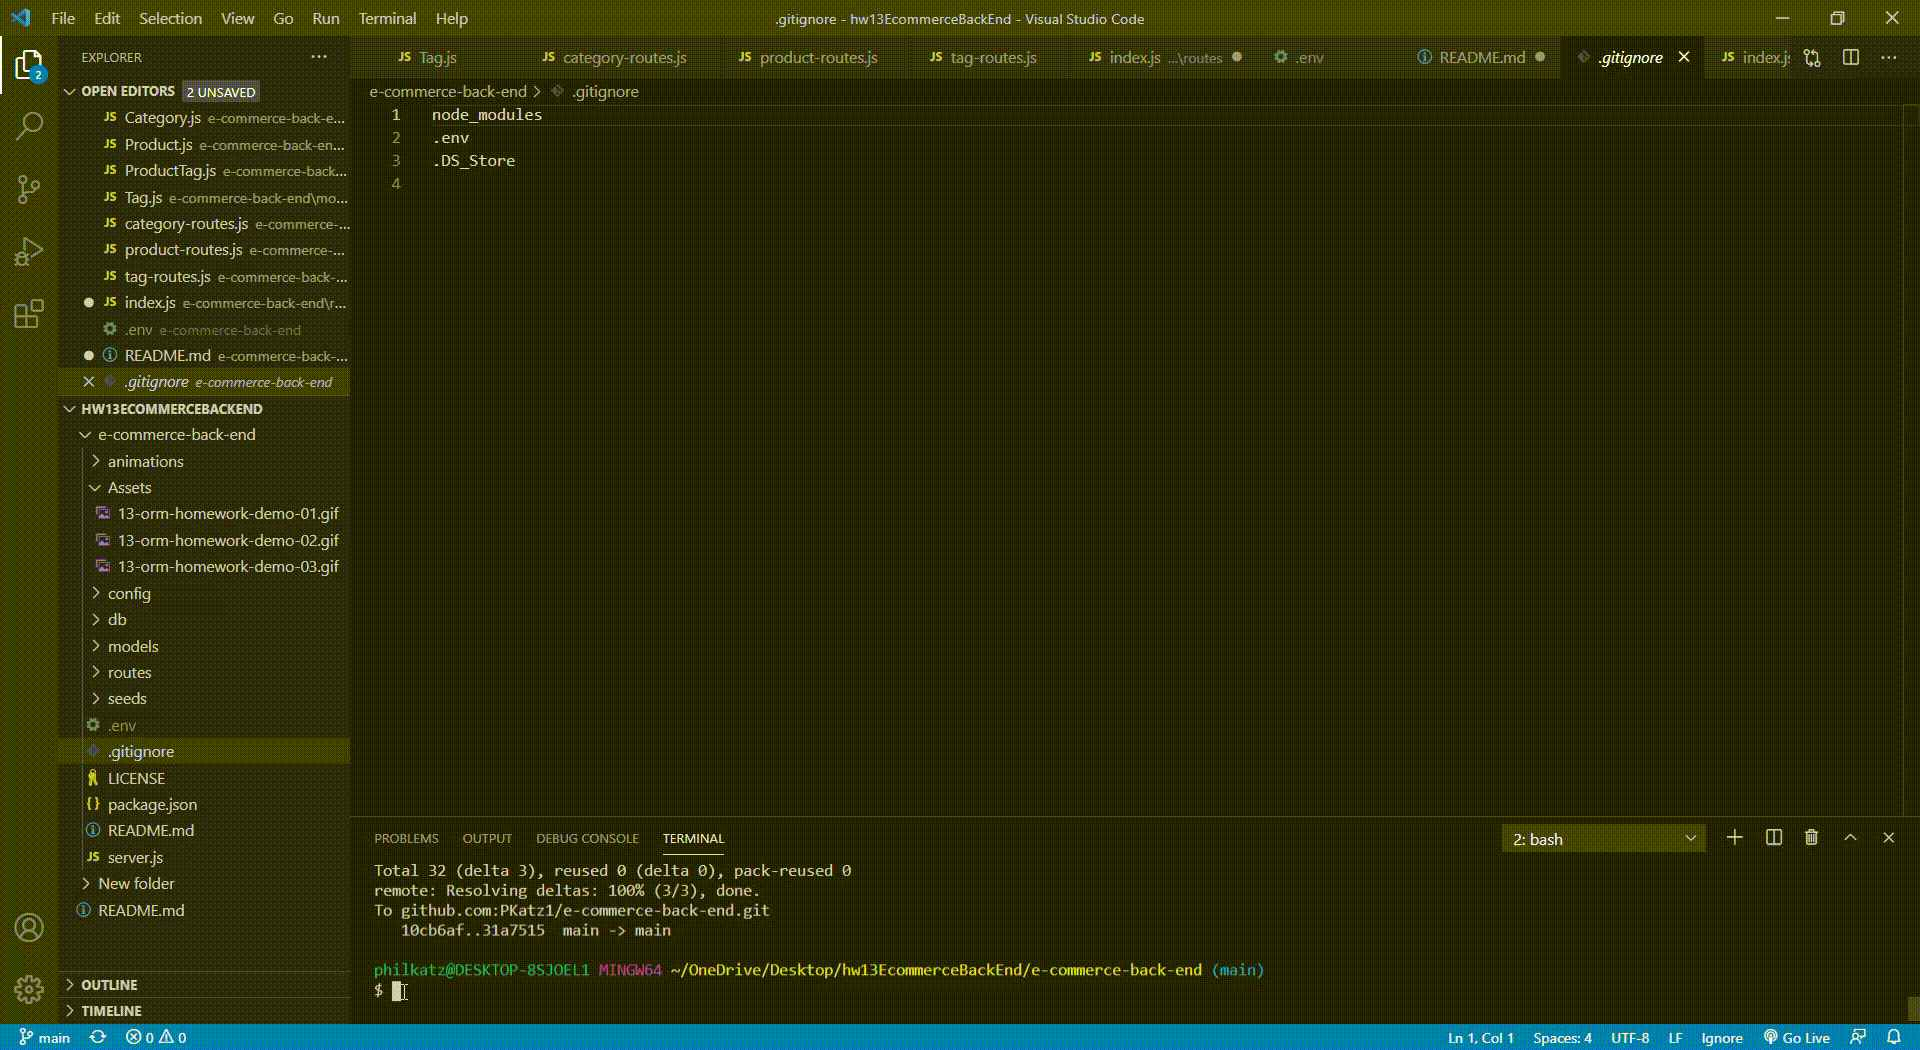 File Edit Selection View Go Run Terminal Help .gitignore - hw13EcommerceBackEnd - Visual Studio Code
2
EXPLORER ...
OPEN EDITORS 2 UNSAVED
JS Category.js e-commerce-back-e...
JS Product.js e-commerce-back-en...
JS ProductTag.js e-commerce-back...
JS Tag.js e-commerce-back-end\mo...
JS category-routes.js e-commerce-...
JS product-routes.js e-commerce-...
JS tag-routes.js e-commerce-back-...
JS index.js e-commerce-back-end\r...
.env e-commerce-back-end
README.md e-commerce-back-...
.gitignore e-commerce-back-end
HW13ECOMMERCEBACKEND
e-commerce-back-end
animations
Assets
13-orm-homework-demo-01.gif
13-orm-homework-demo-02.gif
13-orm-homework-demo-03.gif
config
db
models
routes
seeds
.env
.gitignore
LICENSE
{} package.json
README.md
JS server.js
New folder
README.md
OUTLINE
TIMELINE
JS Tag.js JS category-routes.js JS product-routes.js JS tag-routes.js JS index.js ...\routes .env README.md .gitignore JS index.js ...
e-commerce-back-end > .gitignore
1 node_modules
2 .env
3 .DS_Store
4
PROBLEMS OUTPUT DEBUG CONSOLE TERMINAL 2: bash
Total 32 (delta 3), reused 0 (delta 0), pack-reused 0
remote: Resolving deltas: 100% (3/3), done.
To github.com:PKatz1/e-commerce-back-end.git
10cb6af..31a7515 main -> main
philkatz@DESKTOP-8SJOEL1 MINGW64 ~/OneDrive/Desktop/hw13EcommerceBackEnd/e-commerce-back-end (main)
$
main 0 0 Ln 1, Col 1 Spaces: 4 UTF-8 LF Ignore Go Live